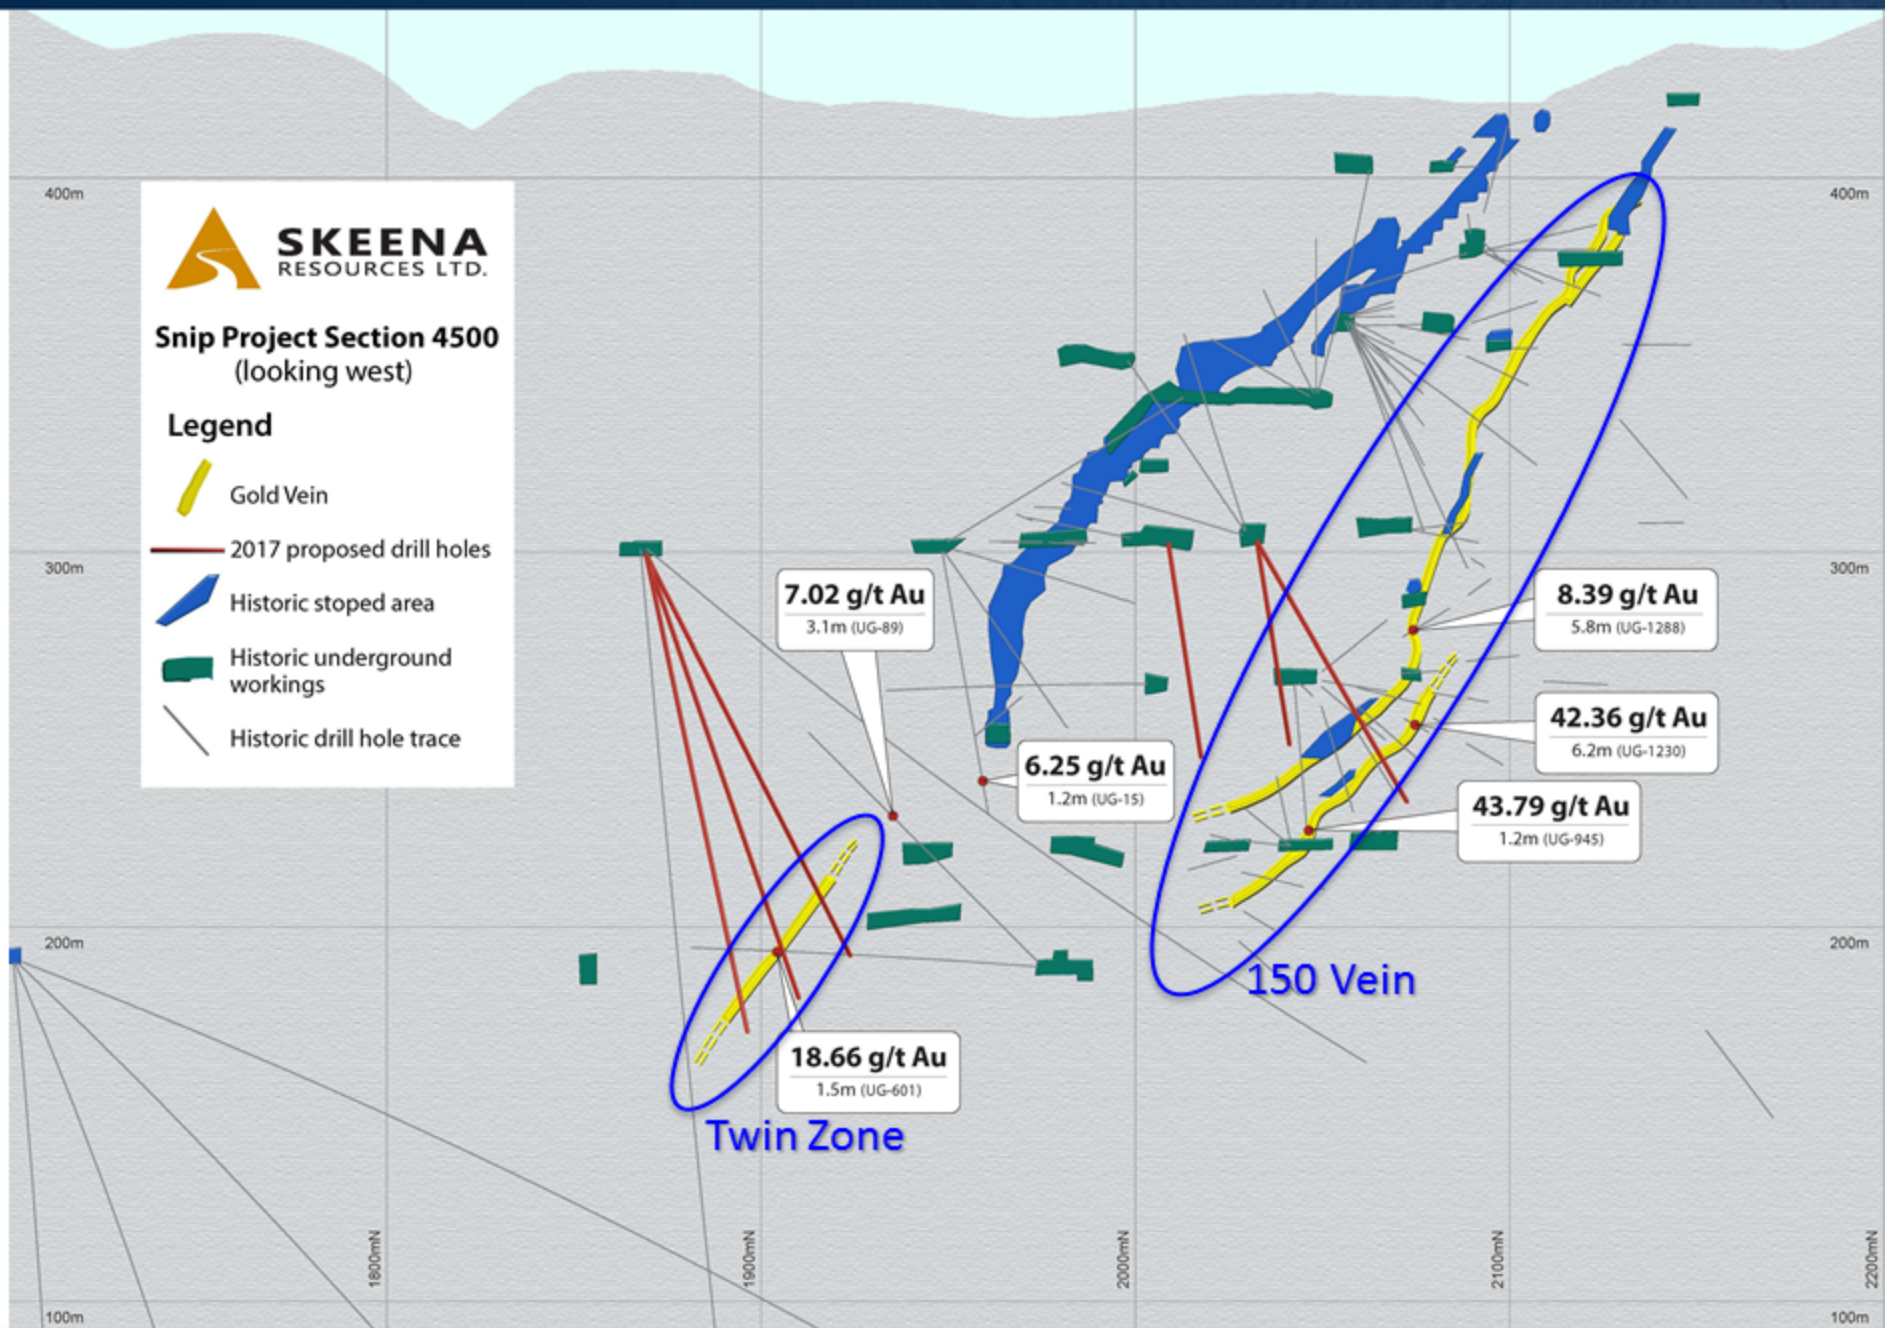 400m
400m
SKEENA
RESOURCES LTD.
Snip Project Section 4500
(looking west)
Legend
Gold Vein
2017 proposed drill holes
Historic stoped area
Historic underground
workings
Historic drill hole trace
300m
300m
7.02 g/t Au
3.1m (UG-89)
8.39 g/t Au
5.8m (UG-1288)
42.36 g/t Au
6.2m (UG-1230)
6.25 g/t Au
1.2m (UG-15)
43.79 g/t Au
1.2m (UG-945)
200m
200m
150 Vein
18.66 g/t Au
1.5m (UG-601)
Twin Zone
1800mN
1900mN
2000mN
2100mN
2200mN
100m
100m